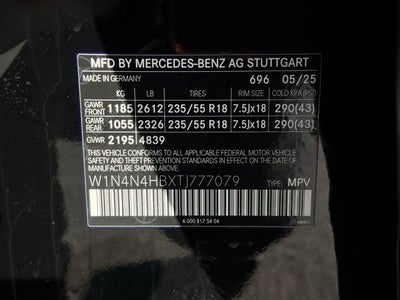 MFD BY MERCEDES-BENZ AG STUTTGART
MADE IN GERMANY 696 05/25
KG LB TIRES RIM SIZE COLD KPA (PSI)
GAWR FRONT 1185 2612 235/55 R18 7.5Jx18 290(43)
GAWR REAR 1055 2326 235/55 R18 7.5Jx18 290(43)
GVWR 2195 4839
THIS VEHICLE CONFORMS TO ALL APPLICABLE FEDERAL MOTOR VEHICLE
SAFETY AND THEFT PREVENTION STANDARDS IN EFFECT ON THE DATE OF
MANUFACTURE SHOWN ABOVE.
W1N4N4HBXTJ777079 TYPE: MPV
A 000 817 54 04